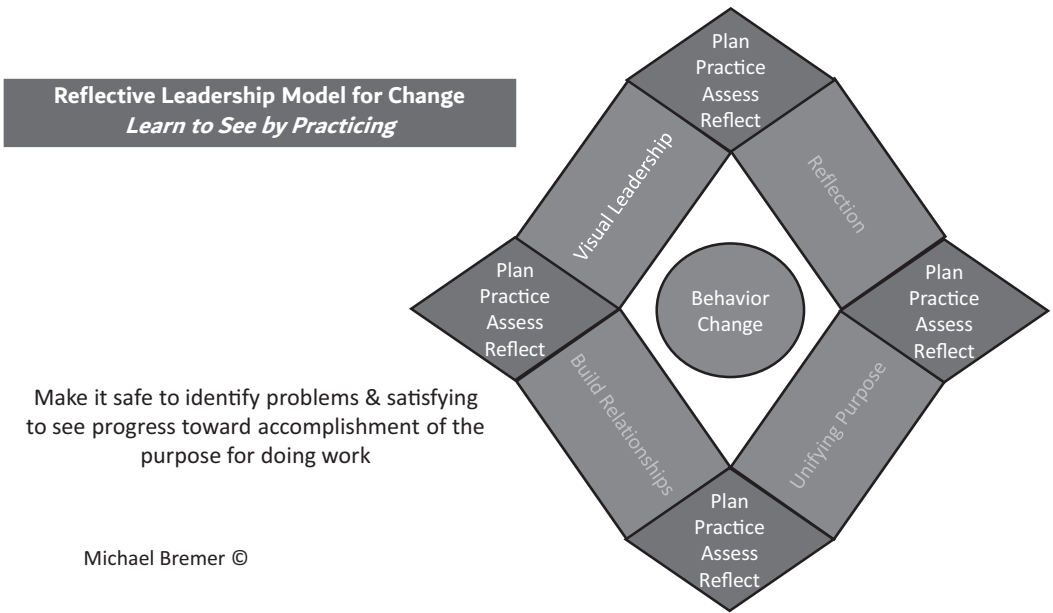 Reflective Leadership Model for Change
Learn to See by Practicing
Plan
Practice
Assess
Reflect
Visual Leadership
Reflection
Plan
Practice
Assess
Reflect
Behavior
Change
Plan
Practice
Assess
Reflect
Build Relationships
Unifying Purpose
Make it safe to identify problems & satisfying
to see progress toward accomplishment of the
purpose for doing work
Plan
Practice
Assess
Reflect
Michael Bremer ©